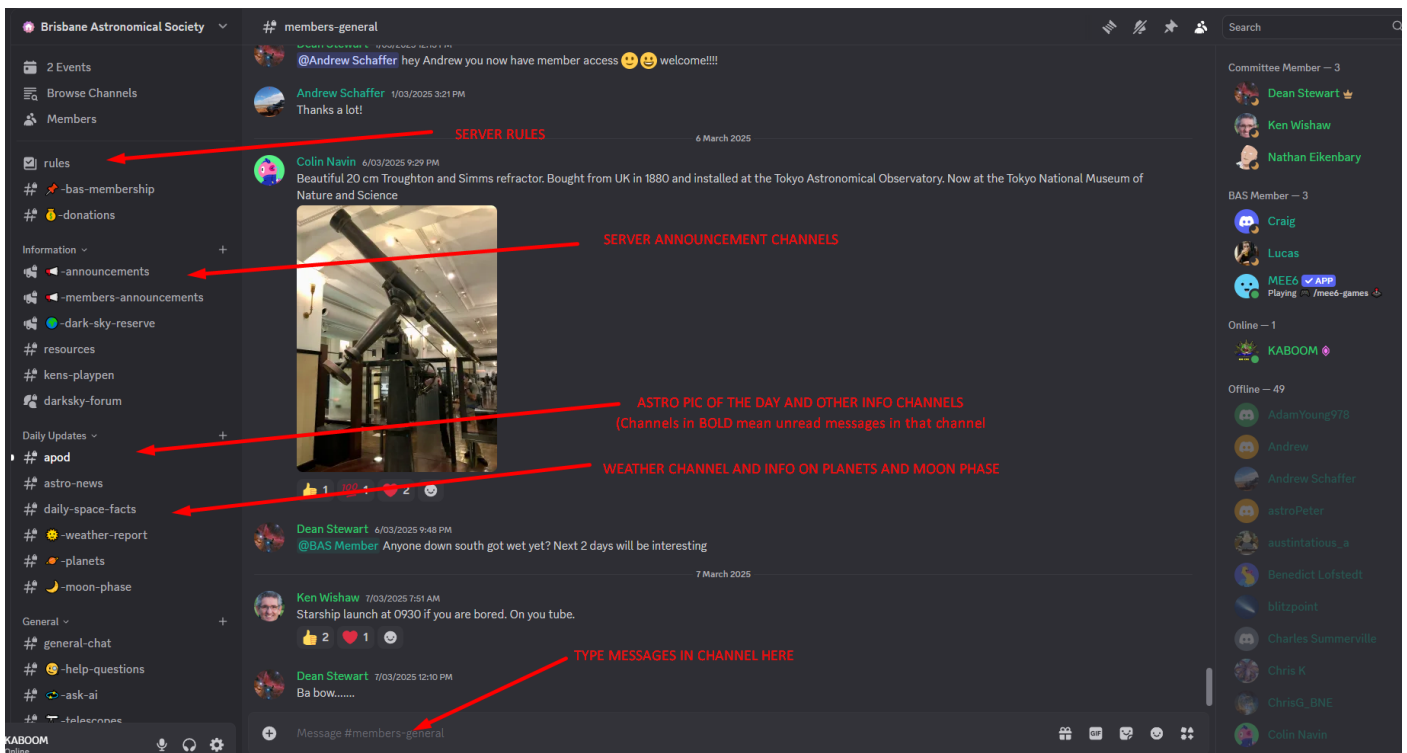 Brisbane Astronomical Society
2 Events
Browse Channels
Members
rules
-bas-membership
-donations
Information
-announcements
-members-announcements
-dark-sky-reserve
resources
kens-playpen
darksky-forum
Daily Updates
apod
astro-news
daily-space-facts
-weather-report
-planets
-moon-phase
General
general-chat
-help-questions
-ask-ai
-telescopes
KABOOM
Online
members-general
Dean Stewart
@Andrew Schaffer hey Andrew you now have member access welcome!!!!
Andrew Schaffer 1/03/2025 3:21 PM
Thanks a lot!
SERVER RULES
6 March 2025
Colin Navin 6/03/2025 9:29 PM
Beautiful 20 cm Troughton and Simms refractor. Bought from UK in 1880 and installed at the Tokyo Astronomical Observatory. Now at the Tokyo National Museum of
Nature and Science
SERVER ANNOUNCEMENT CHANNELS
ASTRO PIC OF THE DAY AND OTHER INFO CHANNELS
(Channels in BOLD mean unread messages in that channel
WEATHER CHANNEL AND INFO ON PLANETS AND MOON PHASE
1 100 1 2
Dean Stewart 6/03/2025 9:48 PM
@BAS Member Anyone down south got wet yet? Next 2 days will be interesting
7 March 2025
Ken Wishaw 7/03/2025 7:51 AM
Starship launch at 0930 if you are bored. On you tube.
2 1
TYPE MESSAGES IN CHANNEL HERE
Dean Stewart 7/03/2025 12:10 PM
Ba bow.......
Message #members-general
GIF
Search
Committee Member — 3
Dean Stewart
Ken Wishaw
Nathan Eikenbary
BAS Member — 3
Craig
Lucas
MEE6 APP
Playing /mee6-games
Online — 1
KABOOM
Offline — 49
AdamYoung978
Andrew
Andrew Schaffer
astroPeter
austintatious_a
Benedict Lofstedt
blitzpoint
Charles Summerville
Chris K
ChrisG_BNE
Colin Navin